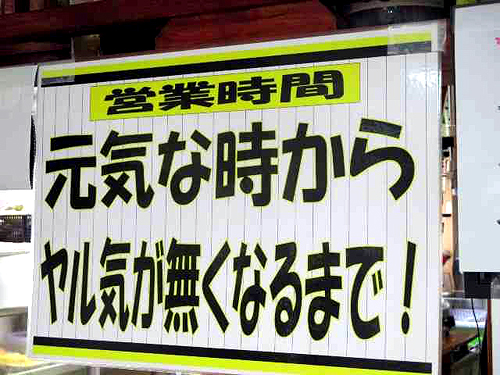 営業時間
元気な時から
ヤル気が無くなるまで!